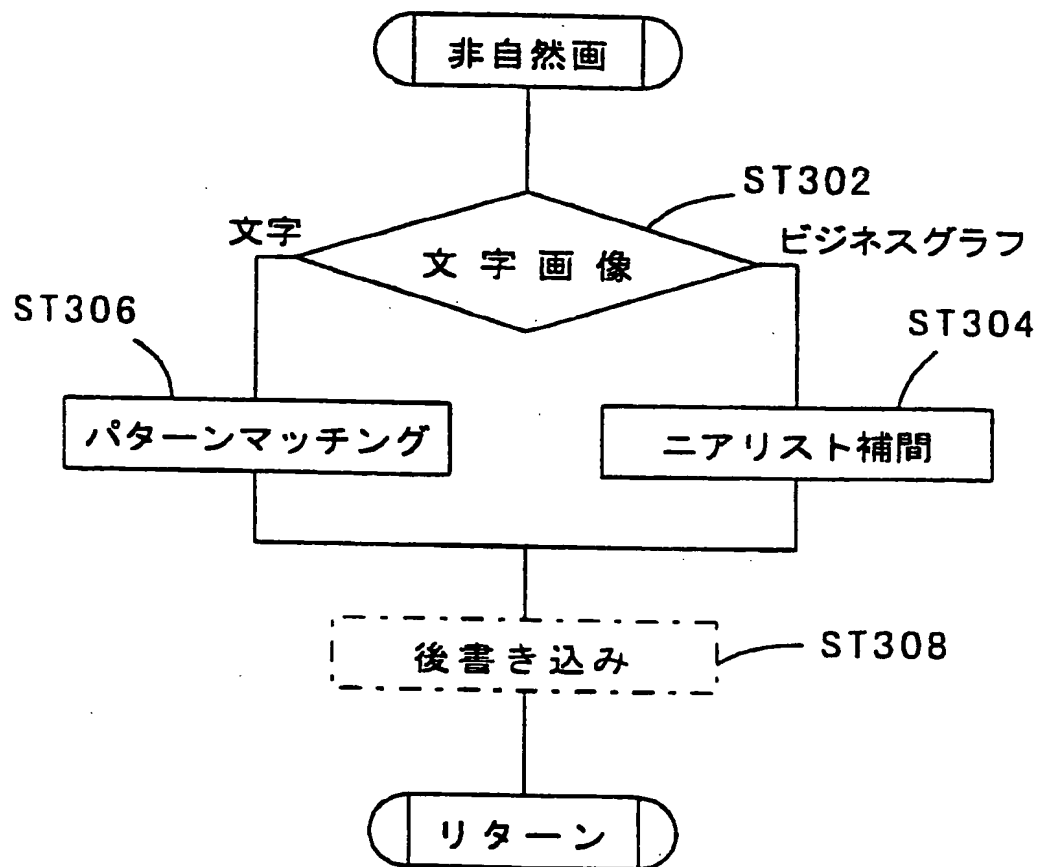 非自然画
ST302
文字
ビジネスグラフ
文字画像
ST306
ST304
パターンマッチング
ニアリスト補間
後書き込み
ST308
リターン